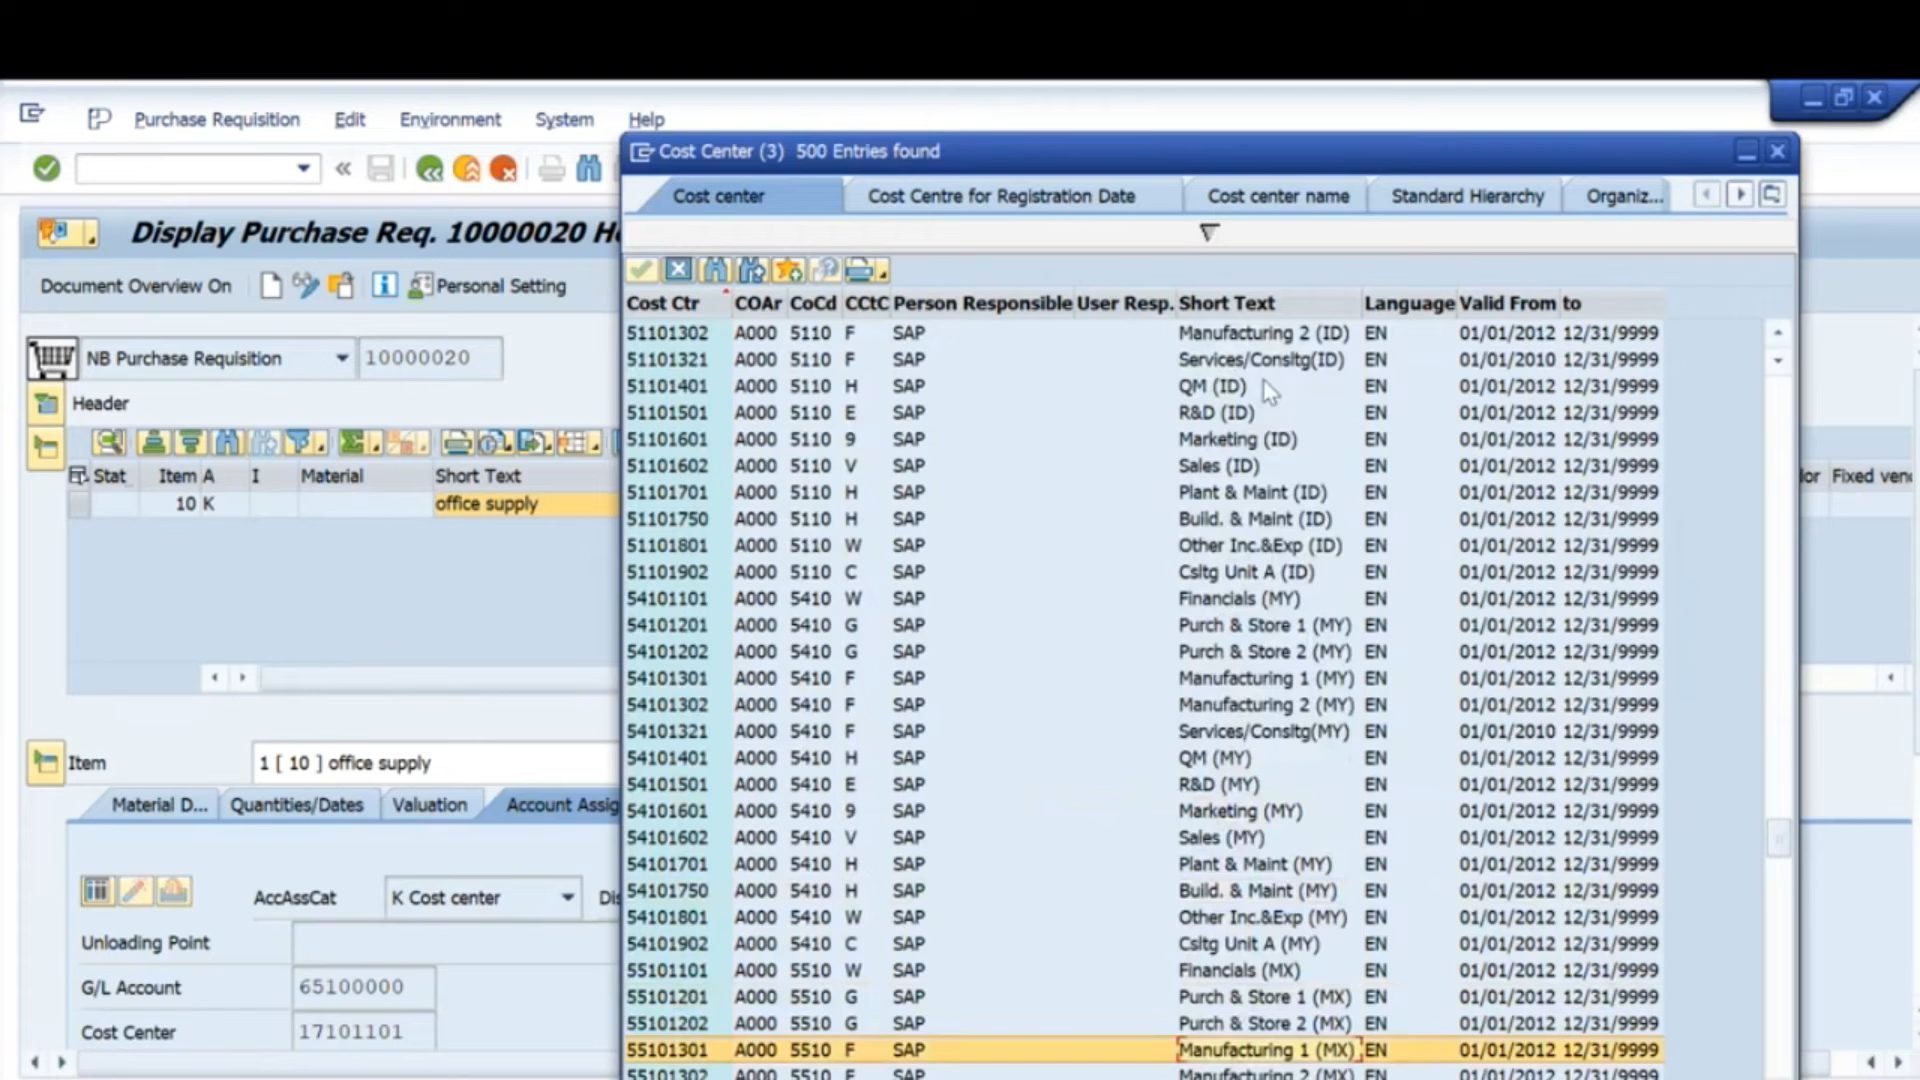 Purchase Requisition Edit Environment System Help
Cost Center (3) 500 Entries found
Cost center Cost Centre for Registration Date Cost center name Standard Hierarchy Organiz...
Display Purchase Req. 10000020
Document Overview On Personal Setting
NB Purchase Requisition 10000020
Header
Stat Item A I Material Short Text Fixed
10 K office supply
Item 1 [ 10 ] office supply
Material D... Quantities/Dates Valuation Account Assig
AccAssCat K Cost center
Unloading Point
G/L Account 65100000
Cost Center 17101101
Cost Ctr COAr CoCd CCtC Person Responsible User Resp. Short Text Language Valid From to
51101302 A000 5110 F SAP Manufacturing 2 (ID) EN 01/01/2012 12/31/9999
51101321 A000 5110 F SAP Services/Consltg(ID) EN 01/01/2010 12/31/9999
51101401 A000 5110 H SAP QM (ID) EN 01/01/2012 12/31/9999
51101501 A000 5110 E SAP R&D (ID) EN 01/01/2012 12/31/9999
51101601 A000 5110 9 SAP Marketing (ID) EN 01/01/2012 12/31/9999
51101602 A000 5110 V SAP Sales (ID) EN 01/01/2012 12/31/9999
51101701 A000 5110 H SAP Plant & Maint (ID) EN 01/01/2012 12/31/9999
51101750 A000 5110 H SAP Build. & Maint (ID) EN 01/01/2012 12/31/9999
51101801 A000 5110 W SAP Other Inc.&Exp (ID) EN 01/01/2012 12/31/9999
51101902 A000 5110 C SAP Csltg Unit A (ID) EN 01/01/2012 12/31/9999
54101101 A000 5410 W SAP Financials (MY) EN 01/01/2012 12/31/9999
54101201 A000 5410 G SAP Purch & Store 1 (MY) EN 01/01/2012 12/31/9999
54101202 A000 5410 G SAP Purch & Store 2 (MY) EN 01/01/2012 12/31/9999
54101301 A000 5410 F SAP Manufacturing 1 (MY) EN 01/01/2012 12/31/9999
54101302 A000 5410 F SAP Manufacturing 2 (MY) EN 01/01/2012 12/31/9999
54101321 A000 5410 F SAP Services/Consltg(MY) EN 01/01/2010 12/31/9999
54101401 A000 5410 H SAP QM (MY) EN 01/01/2012 12/31/9999
54101501 A000 5410 E SAP R&D (MY) EN 01/01/2012 12/31/9999
54101601 A000 5410 9 SAP Marketing (MY) EN 01/01/2012 12/31/9999
54101602 A000 5410 V SAP Sales (MY) EN 01/01/2012 12/31/9999
54101701 A000 5410 H SAP Plant & Maint (MY) EN 01/01/2012 12/31/9999
54101750 A000 5410 H SAP Build. & Maint (MY) EN 01/01/2012 12/31/9999
54101801 A000 5410 W SAP Other Inc.&Exp (MY) EN 01/01/2012 12/31/9999
54101902 A000 5410 C SAP Csltg Unit A (MY) EN 01/01/2012 12/31/9999
55101101 A000 5510 W SAP Financials (MX) EN 01/01/2012 12/31/9999
55101201 A000 5510 G SAP Purch & Store 1 (MX) EN 01/01/2012 12/31/9999
55101202 A000 5510 G SAP Purch & Store 2 (MX) EN 01/01/2012 12/31/9999
55101301 A000 5510 F SAP Manufacturing 1 (MX) EN 01/01/2012 12/31/9999
55101302 A000 5510 F SAP Manufacturing 2 (MX) EN 01/01/2012 12/31/9999